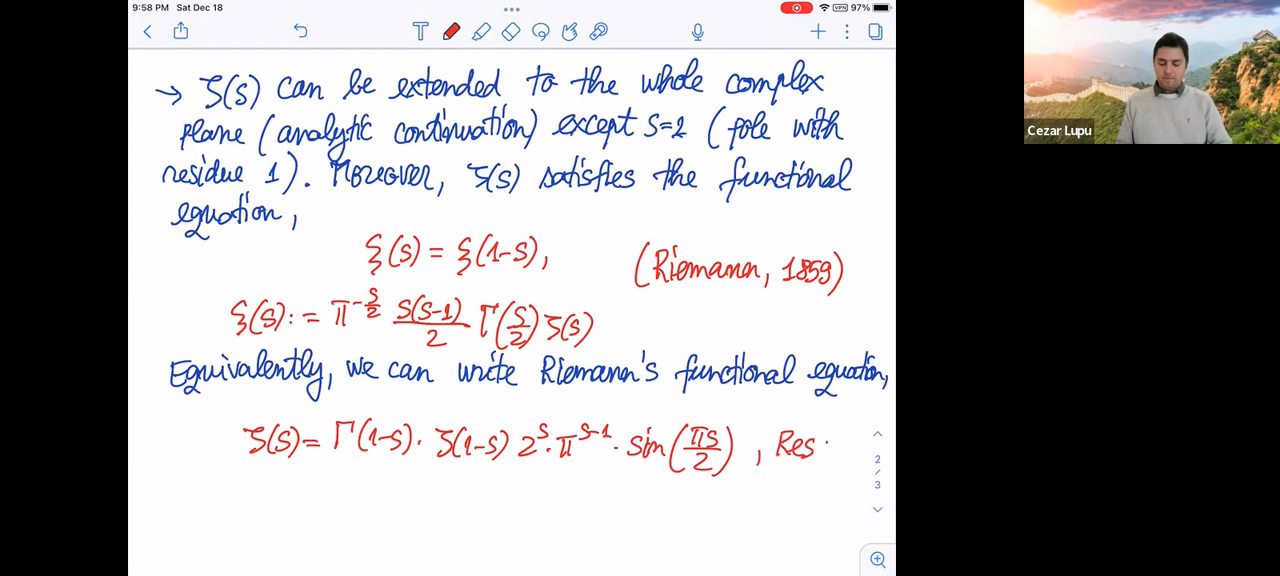 9:58 PM Sat Dec 18
VPN 97%
→ ζ(s) can be extended to the whole complex
plane (analytic continuation) except s=2 (pole with
residue 1). Moreover, ζ(s) satisfies the functional
equation,
ξ(s) = ξ(1-s), (Riemann, 1859)
ξ(s) := π^{-s/2} s(s-1)/2 Γ(s/2) ζ(s)
Equivalently, we can write Riemann's functional equation,
ζ(s) = Γ(1-s) · ζ(1-s) 2^s · π^{s-1} · sin(πs/2), Res ·
2
/
3
Cezar Lupu